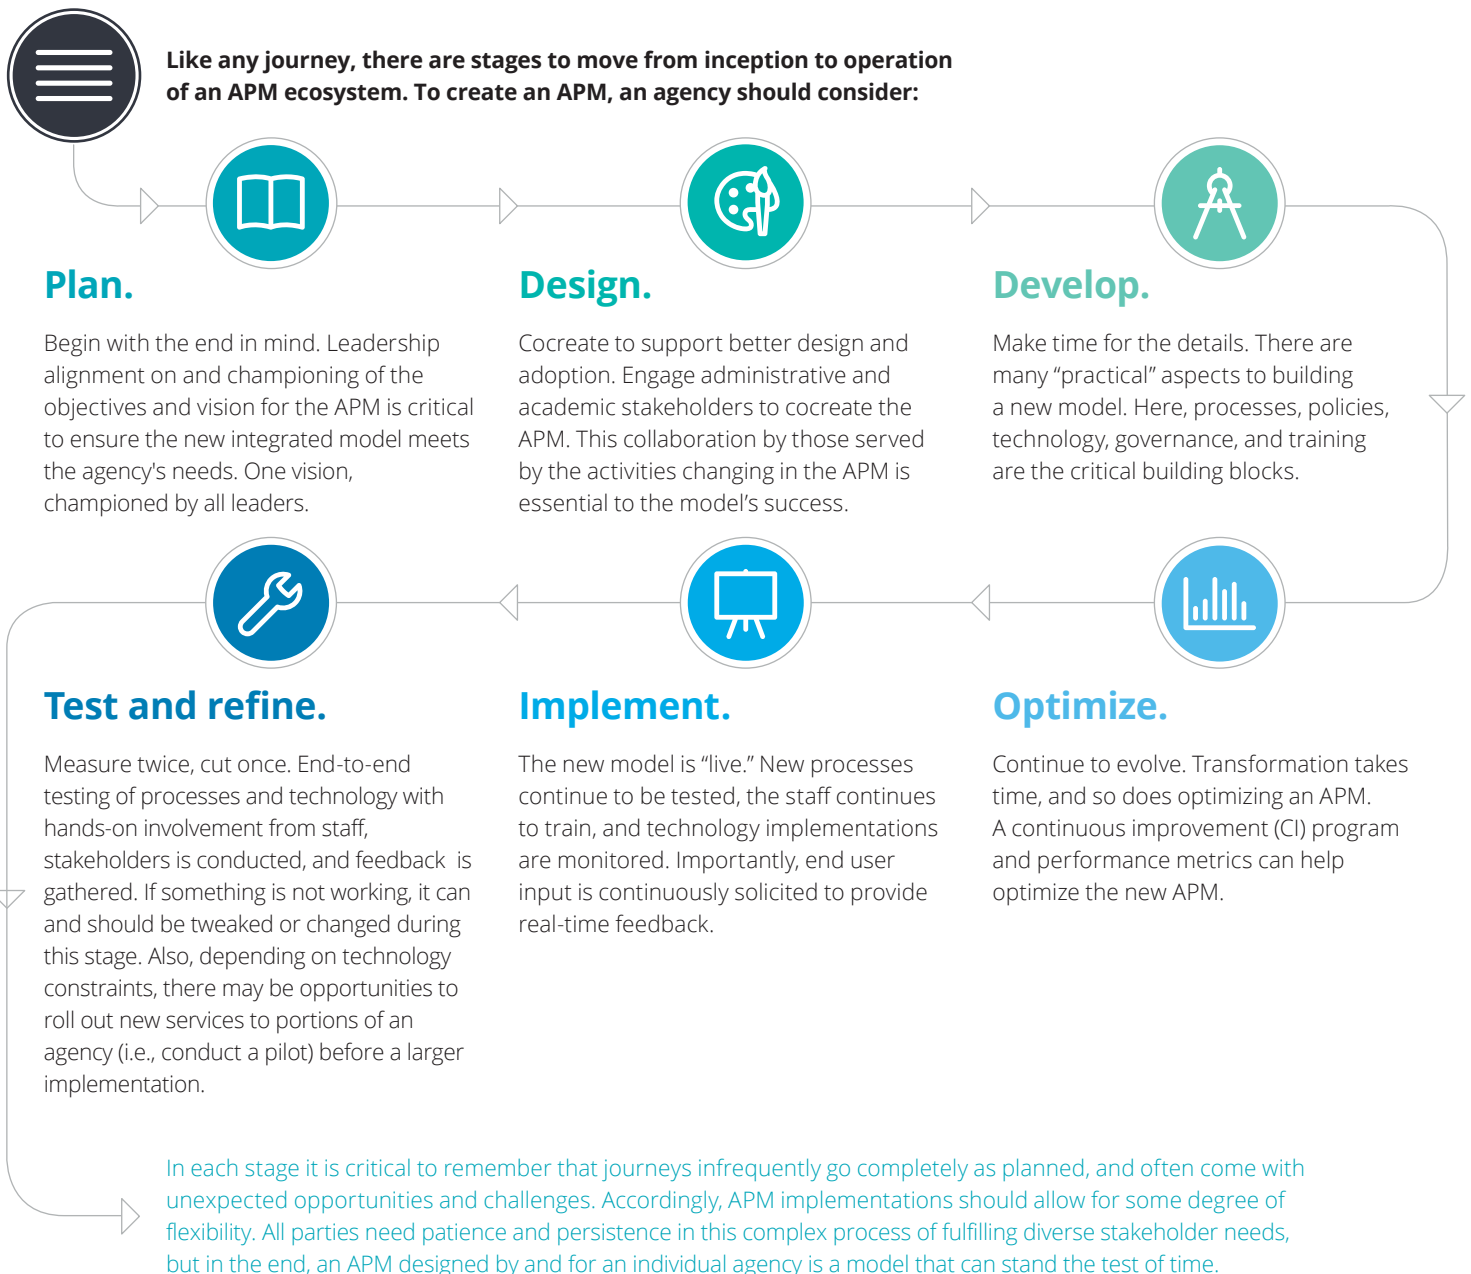 Like any journey, there are stages to move from inception to operation
of an APM ecosystem. To create an APM, an agency should consider:
Plan.
Begin with the end in mind. Leadership
alignment on and championing of the
objectives and vision for the APM is critical
to ensure the new integrated model meets
the agency's needs. One vision,
championed by all leaders.
Design.
Cocreate to support better design and
adoption. Engage administrative and
academic stakeholders to cocreate the
APM. This collaboration by those served
by the activities changing in the APM is
essential to the model’s success.
Develop.
Make time for the details. There are
many “practical” aspects to building
a new model. Here, processes, policies,
technology, governance, and training
are the critical building blocks.
Test and refine.
Measure twice, cut once. End-to-end
testing of processes and technology with
hands-on involvement from staff,
stakeholders is conducted, and feedback is
gathered. If something is not working, it can
and should be tweaked or changed during
this stage. Also, depending on technology
constraints, there may be opportunities to
roll out new services to portions of an
agency (i.e., conduct a pilot) before a larger
implementation.
Implement.
The new model is “live.” New processes
continue to be tested, the staff continues
to train, and technology implementations
are monitored. Importantly, end user
input is continuously solicited to provide
real-time feedback.
Optimize.
Continue to evolve. Transformation takes
time, and so does optimizing an APM.
A continuous improvement (CI) program
and performance metrics can help
optimize the new APM.
In each stage it is critical to remember that journeys infrequently go completely as planned, and often come with
unexpected opportunities and challenges. Accordingly, APM implementations should allow for some degree of
flexibility. All parties need patience and persistence in this complex process of fulfilling diverse stakeholder needs,
but in the end, an APM designed by and for an individual agency is a model that can stand the test of time.